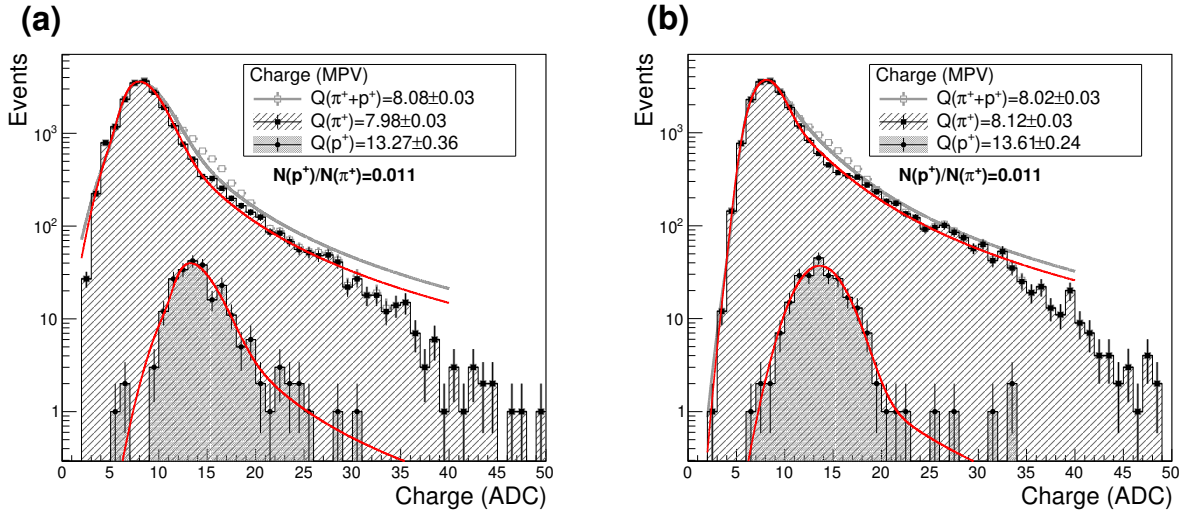 (a)
Events
10³
10²
10
1
Charge (MPV)
Q(π⁺+p⁺)=8.08±0.03
Q(π⁺)=7.98±0.03
Q(p⁺)=13.27±0.36
N(p⁺)/N(π⁺)=0.011
0 5 10 15 20 25 30 35 40 45 50
Charge (ADC)
(b)
Events
10³
10²
10
1
Charge (MPV)
Q(π⁺+p⁺)=8.02±0.03
Q(π⁺)=8.12±0.03
Q(p⁺)=13.61±0.24
N(p⁺)/N(π⁺)=0.011
0 5 10 15 20 25 30 35 40 45 50
Charge (ADC)